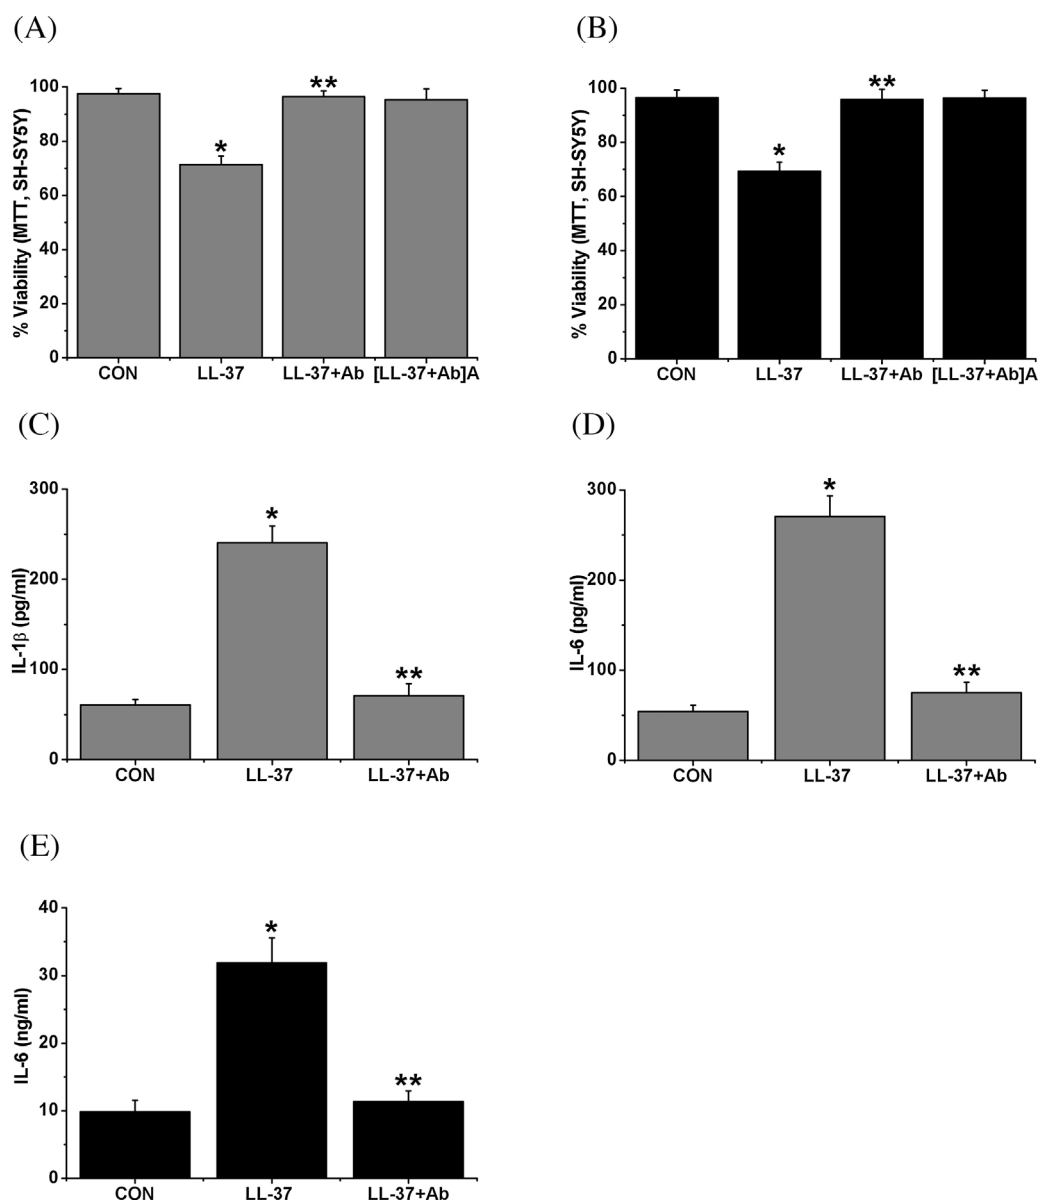 (A)
(B)
% Viability (MTT, SH-SY5Y)
100
80
60
40
20
0
*
**
CON
LL-37
LL-37+Ab
[LL-37+Ab]A
% Viability (MTT, SH-SY5Y)
100
80
60
40
20
0
*
**
CON
LL-37
LL-37+Ab
[LL-37+Ab]A
(C)
(D)
IL-1β (pg/ml)
300
200
100
0
*
**
CON
LL-37
LL-37+Ab
IL-6 (pg/ml)
300
200
100
0
*
**
CON
LL-37
LL-37+Ab
(E)
IL-6 (ng/ml)
40
30
20
10
0
*
**
CON
LL-37
LL-37+Ab